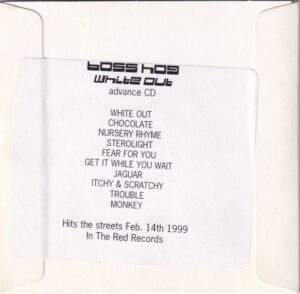 boss hog
white out
advance CD
WHITE OUT
CHOCOLATE
NURSERY RHYME
STEROLIGHT
FEAR FOR YOU
GET IT WHILE YOU WAIT
JAGUAR
ITCHY & SCRATCHY
TROUBLE
MONKEY
Hits the streets Feb. 14th 1999
In The Red Records